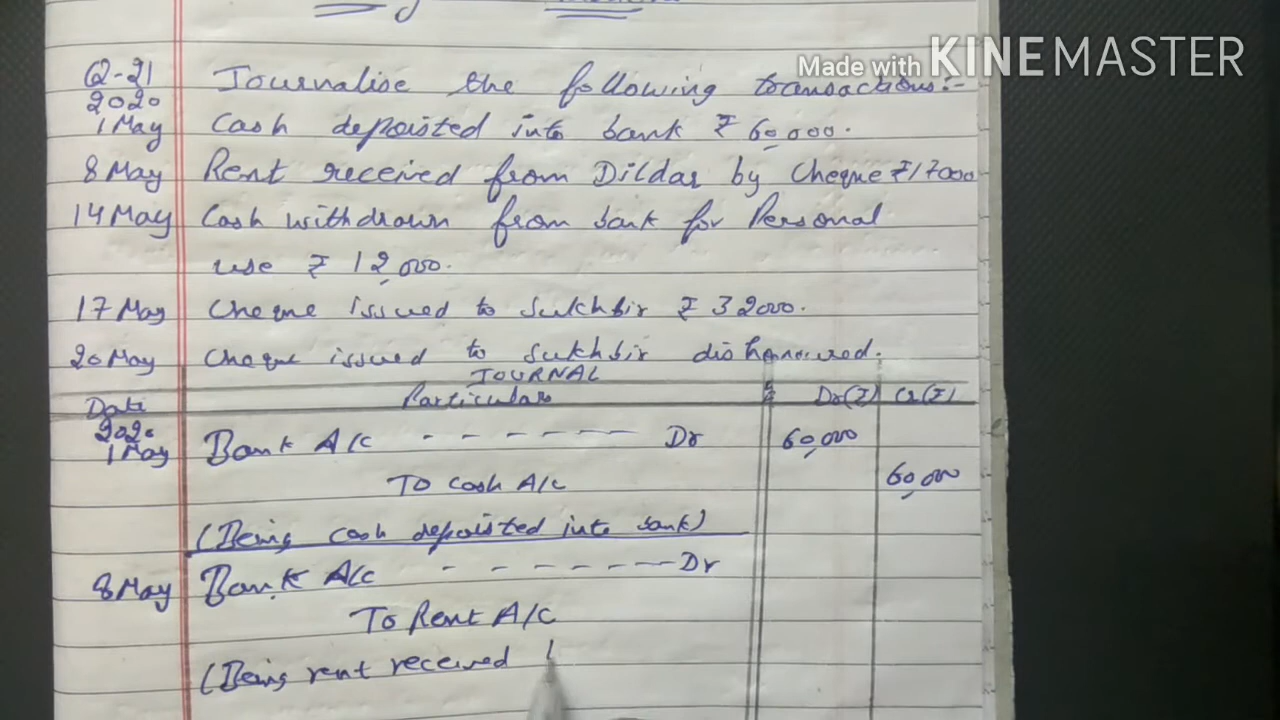 Made with KINEMASTER
Q-21 Journalise the following transactions:-
2020
1 May Cash depoisted into bank ₹ 60,000.
8 May Rent received from Dildar by Cheque ₹17000
14 May Cash withdrawn from bank for Personal
use ₹ 12,000.
17 May Cheque issued to Sukhbir ₹ 32000.
20 May Cheque issued to Sukhbir dishonoured.
JOURNAL
Date Particulars Dr(₹) Cr(₹)
2020
1 May Bank A/C - - - - - - - Dr 60,000
To Cash A/C 60,000
(Being cash depoisted into bank)
8 May Bank A/C - - - - - - - Dr
To Rent A/C
(Being rent received